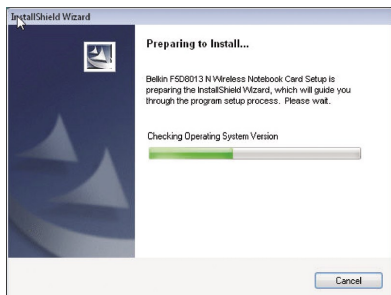 InstallShield Wizard
Preparing to Install...
Belkin F5D8013 N Wireless Notebook Card Setup is
preparing the InstallShield Wizard, which will guide you
through the program setup process. Please wait.
Checking Operating System Version
Cancel